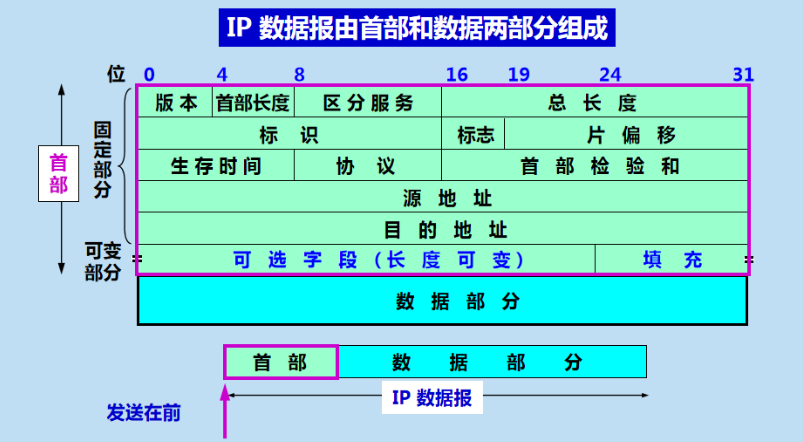 IP 数据报由首部和数据两部分组成
位 0 4 8 16 19 24 31
版本 首部长度 区分服务 总长度
标识 标志 片偏移
生存时间 协议 首部检验和
源地址
目的地址
可选字段(长度可变) 填充
数据部分
首部
固定部分
可变
部分
首部 数据部分
IP 数据报
发送在前